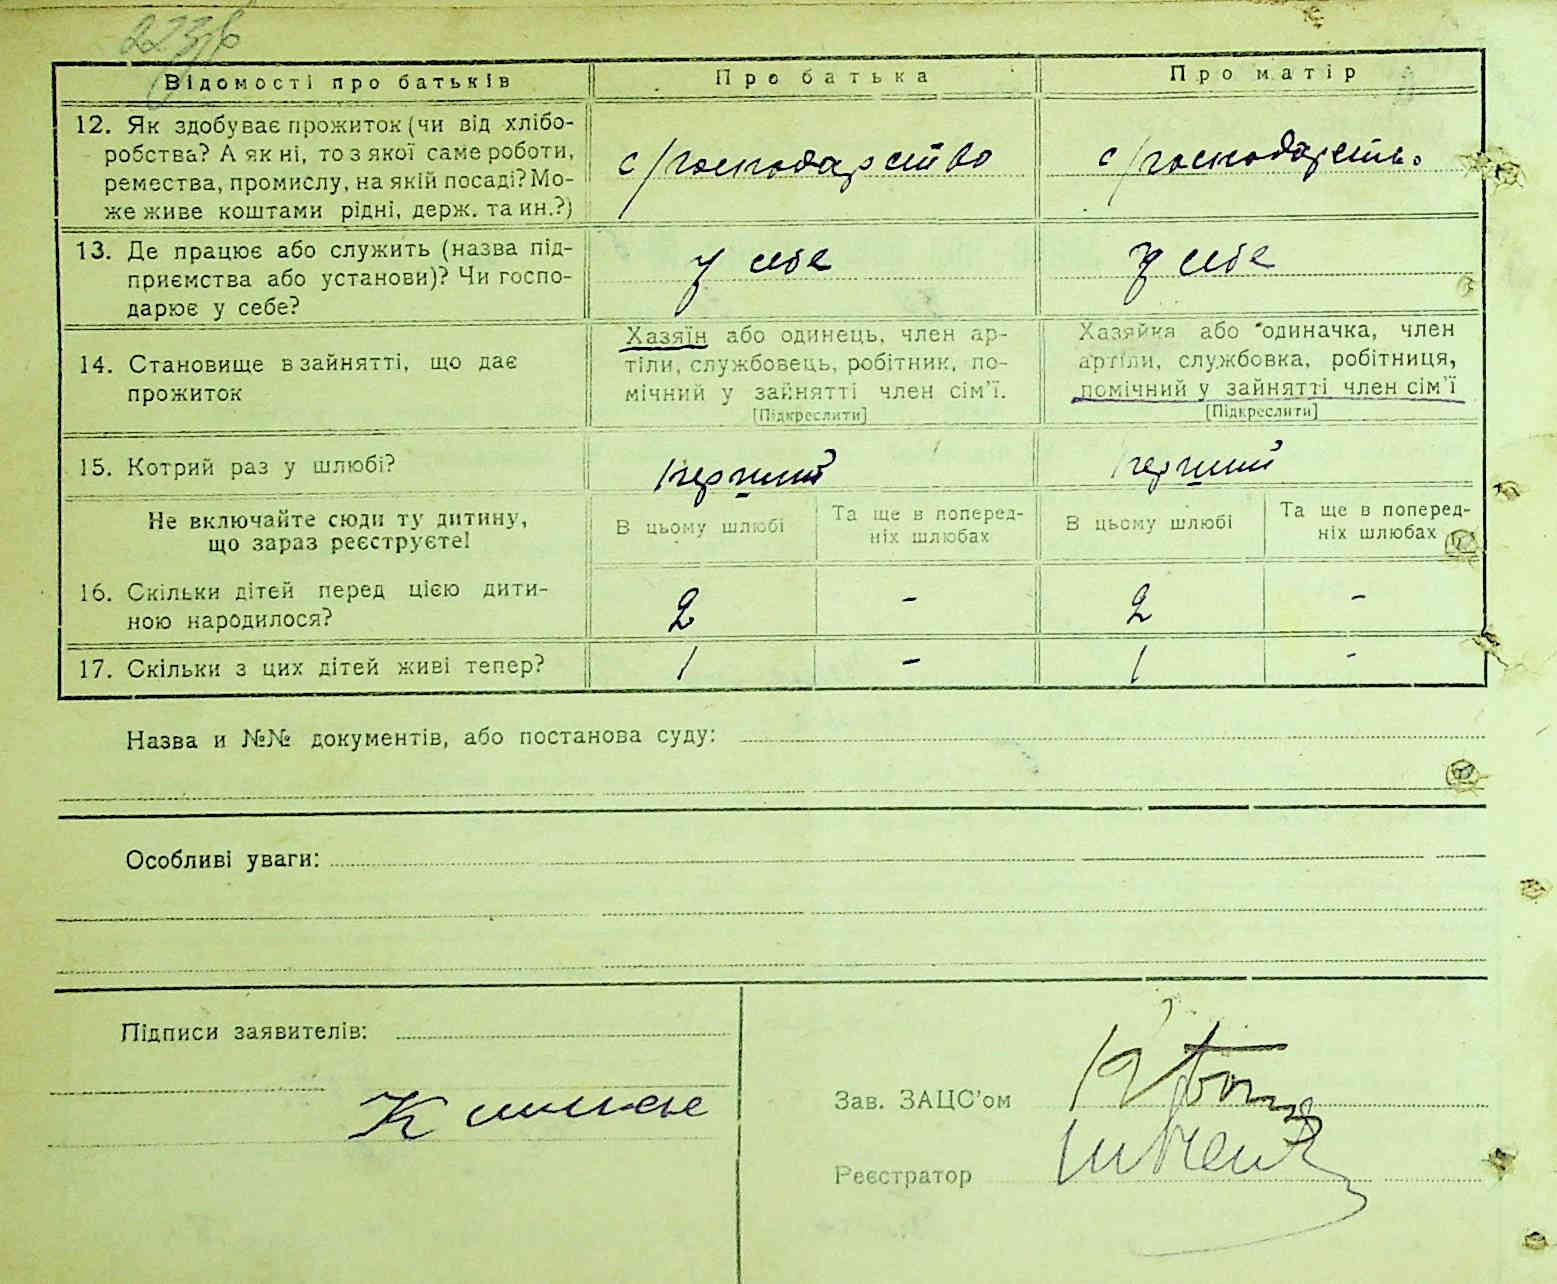 Відомості про батьків
Про батька
Про матір
12. Як здобуває прожиток (чи від хлібо-
робства? А як ні, то з якої саме роботи,
ремества, промислу, на якій посаді? Мо-
же живе коштами рідні, держ. та ин.?)
с/господарство
с/господарство
13. Де працює або служить (назва під-
приємства або установи)? Чи госпо-
дарює у себе?
у себе
у себе
14. Становище в зайнятті, що дає
прожиток
Хазяїн або одинець, член ар-
тіли, службовець, робітник, по-
мічний у зайнятті член сім'ї.
[Підкреслити]
Хазяйка або одиначка, член
артіли, службовка, робітниця,
помічний у зайнятті член сім'ї
[Підкреслити]
15. Котрий раз у шлюбі?
перший
перший
Не включайте сюди ту дитину,
що зараз реєструєте!
В цьому шлюбі
Та ще в поперед-
ніх шлюбах
В цьому шлюбі
Та ще в поперед-
ніх шлюбах
16. Скільки дітей перед цією дити-
ною народилося?
2
-
2
-
17. Скільки з цих дітей живі тепер?
1
-
1
-
Назва и №№ документів, або постанова суду:
Особливі уваги:
Підписи заявителів:
Зав. ЗАЦС'ом
Реєстратор